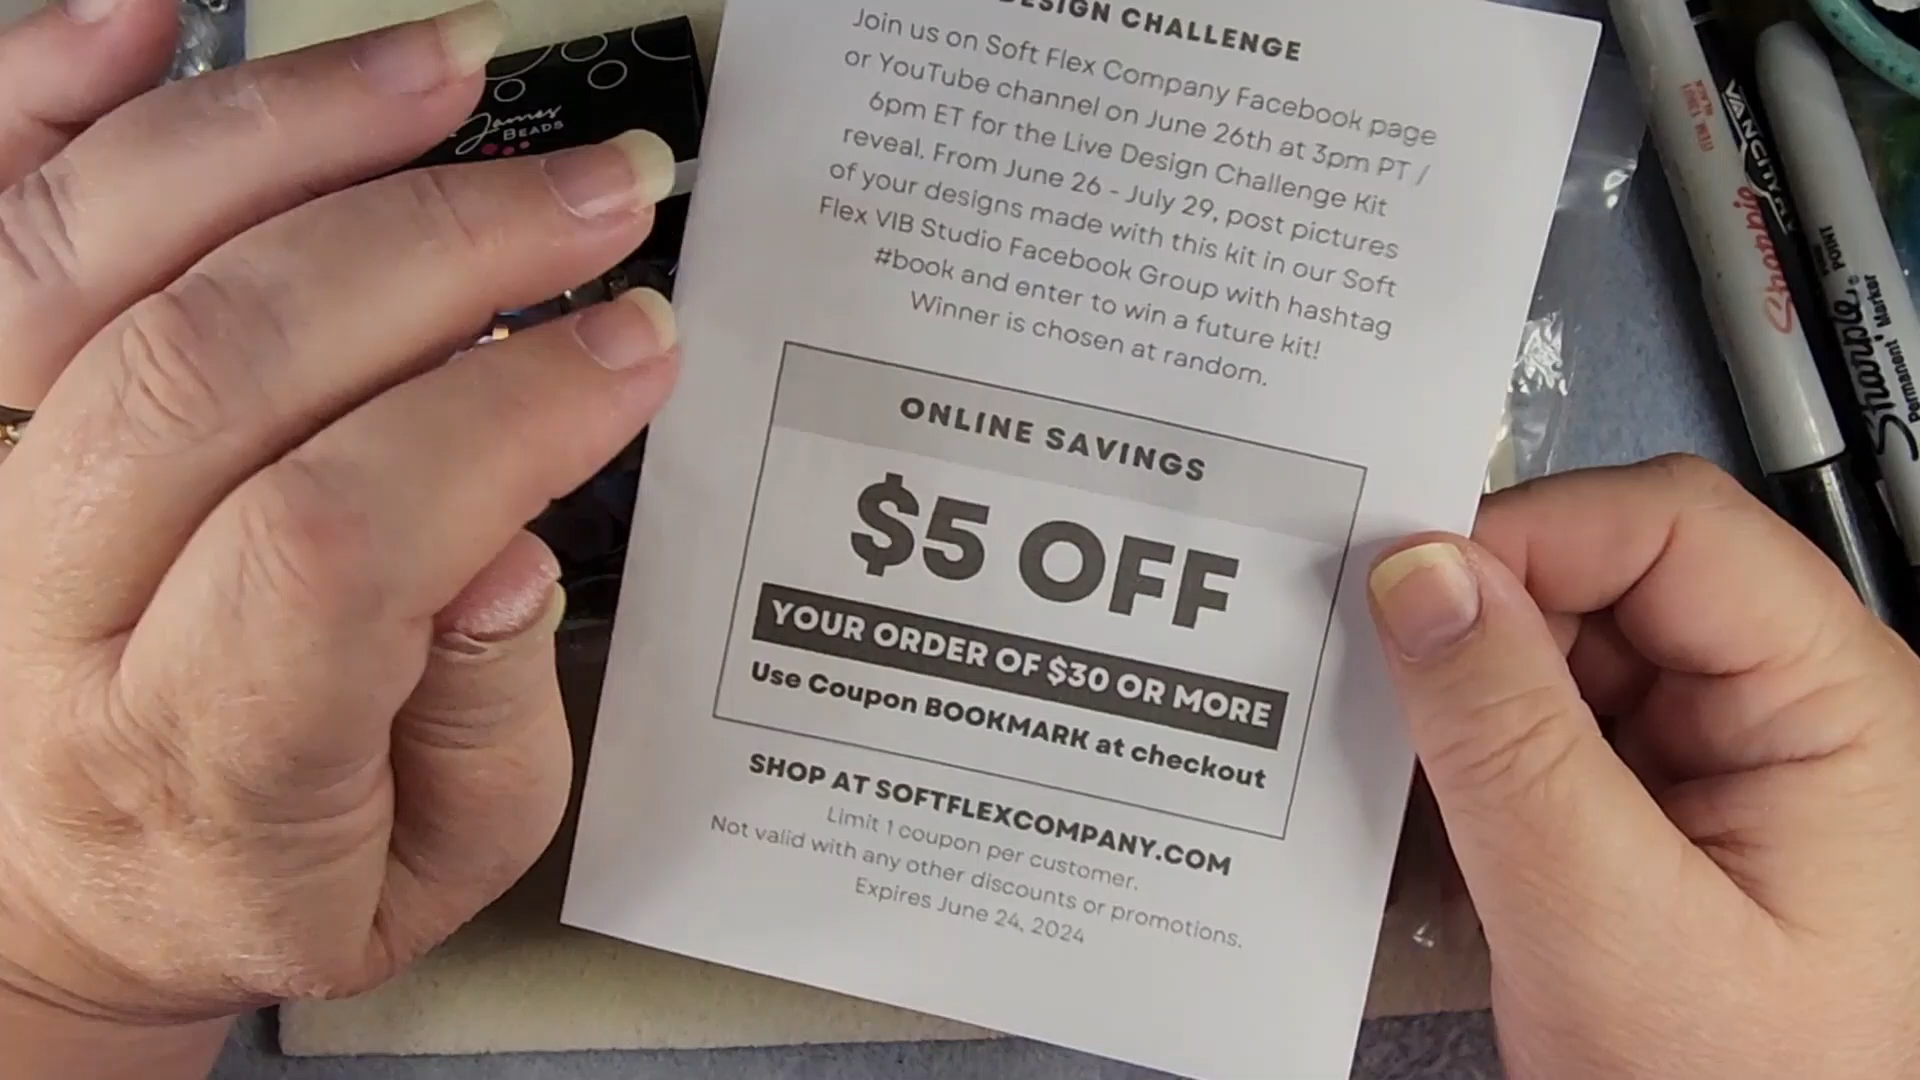 DESIGN CHALLENGE
Join us on Soft Flex Company Facebook page
or YouTube channel on June 26th at 3pm PT /
6pm ET for the Live Design Challenge Kit
reveal. From June 26 - July 29, post pictures
of your designs made with this kit in our Soft
Flex VIB Studio Facebook Group with hashtag
#book and enter to win a future kit!
Winner is chosen at random.
ONLINE SAVINGS
$5 OFF
YOUR ORDER OF $30 OR MORE
Use Coupon BOOKMARK at checkout
SHOP AT SOFTFLEXCOMPANY.COM
Limit 1 coupon per customer.
Not valid with any other discounts or promotions.
Expires June 24, 2024
James
BEADS
Sharpie
Sharpie
Permanent Marker
POINT